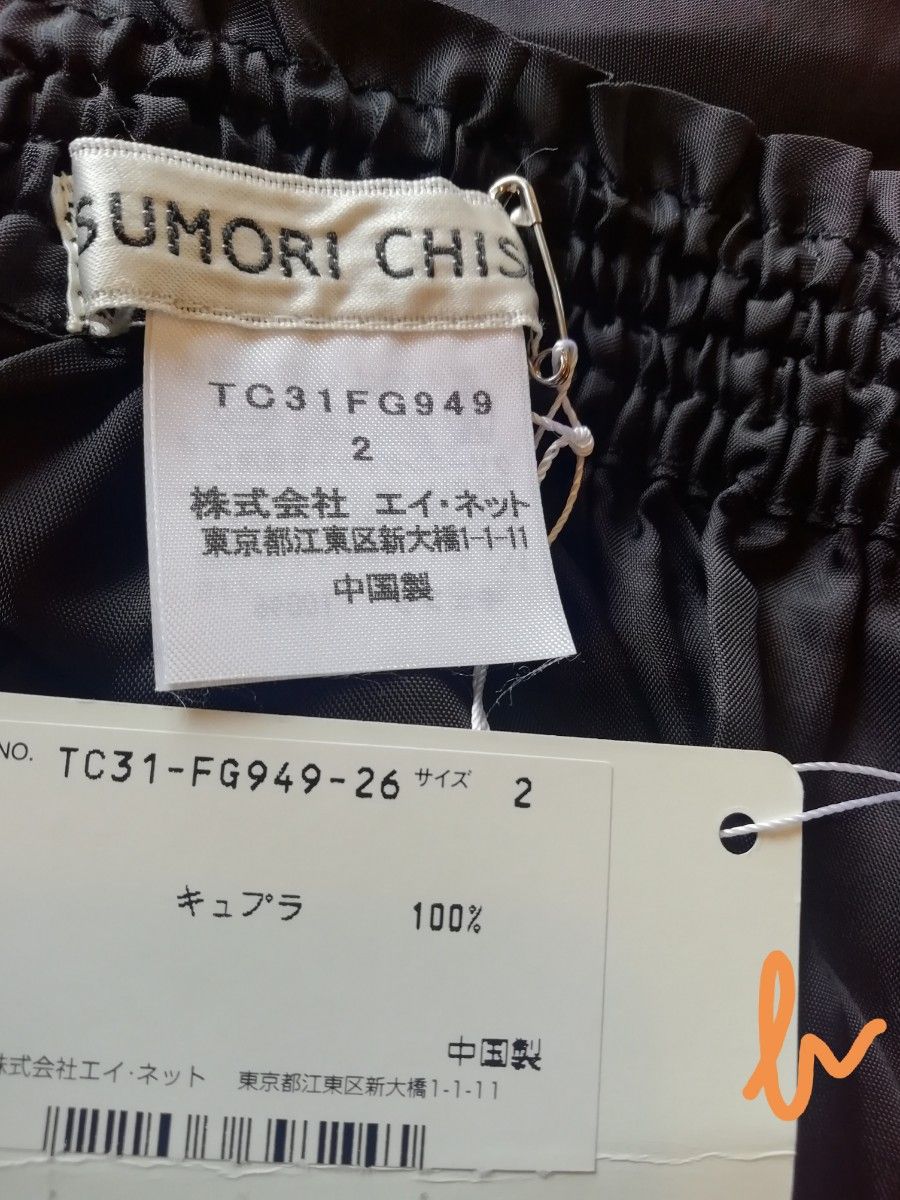 SUMORI CHIS
TC31FG949
2
株式会社 エイ・ネット
東京都江東区新大橋1-1-11
中国製
NO. TC31-FG949-26 サイズ 2
キュプラ 100%
中国製
株式会社エイ・ネット 東京都江東区新大橋1-1-11